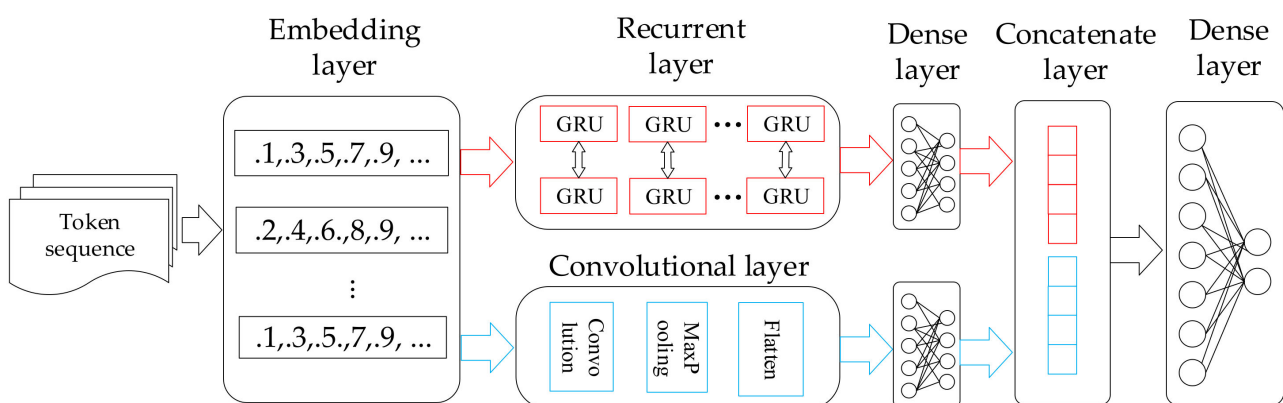 Embedding
layer
Recurrent
layer
Dense
layer
Concatenate
layer
Dense
layer
Token
sequence
.1,.3,.5,.7,.9, ...
.2,.4,.6.,8,.9, ...
...
.1,.3,.5.,7,.9, ...
GRU GRU ... GRU
GRU GRU ... GRU
Convolutional layer
Convo
lution
MaxP
ooling
Flatten